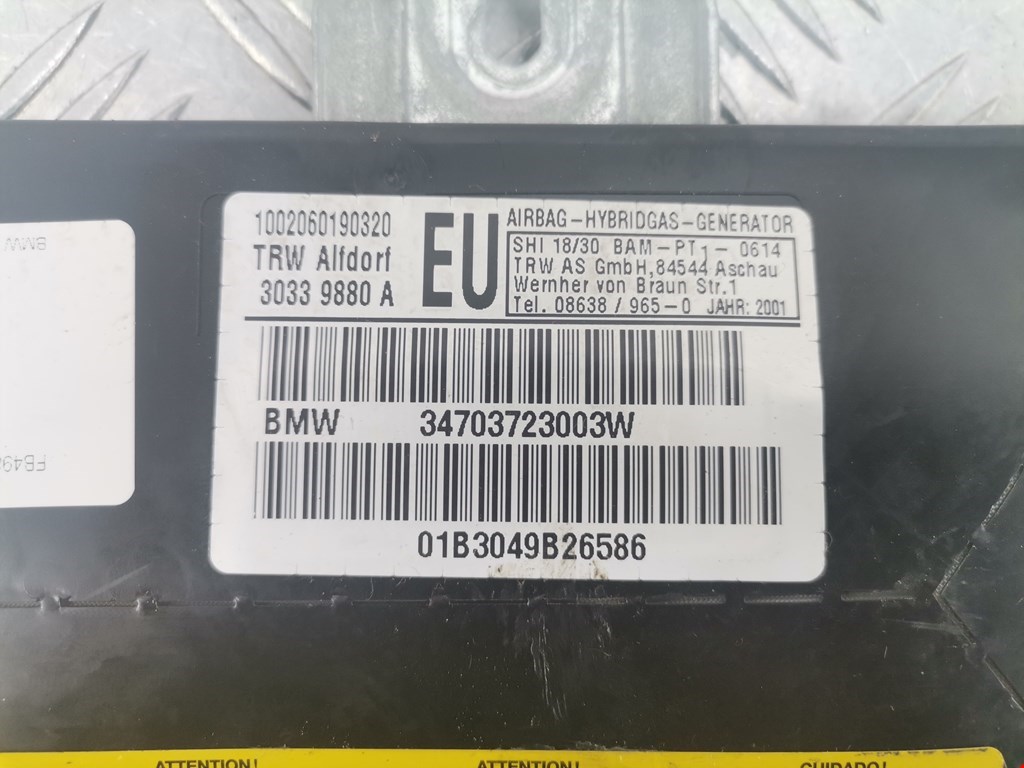 1002060190320
TRW Alfdorf
3033 9880 A
EU
AIRBAG-HYBRIDGAS-GENERATOR
SHI 18/30 BAM-PT1- 0614
TRW AS GmbH,84544 Aschau
Wernher von Braun Str.1
Tel. 08638 / 965-0 JAHR: 2001
BMW 34703723003W
01B3049B26586
BMW
ATTENTION! ATTENTION! CUIDADO!